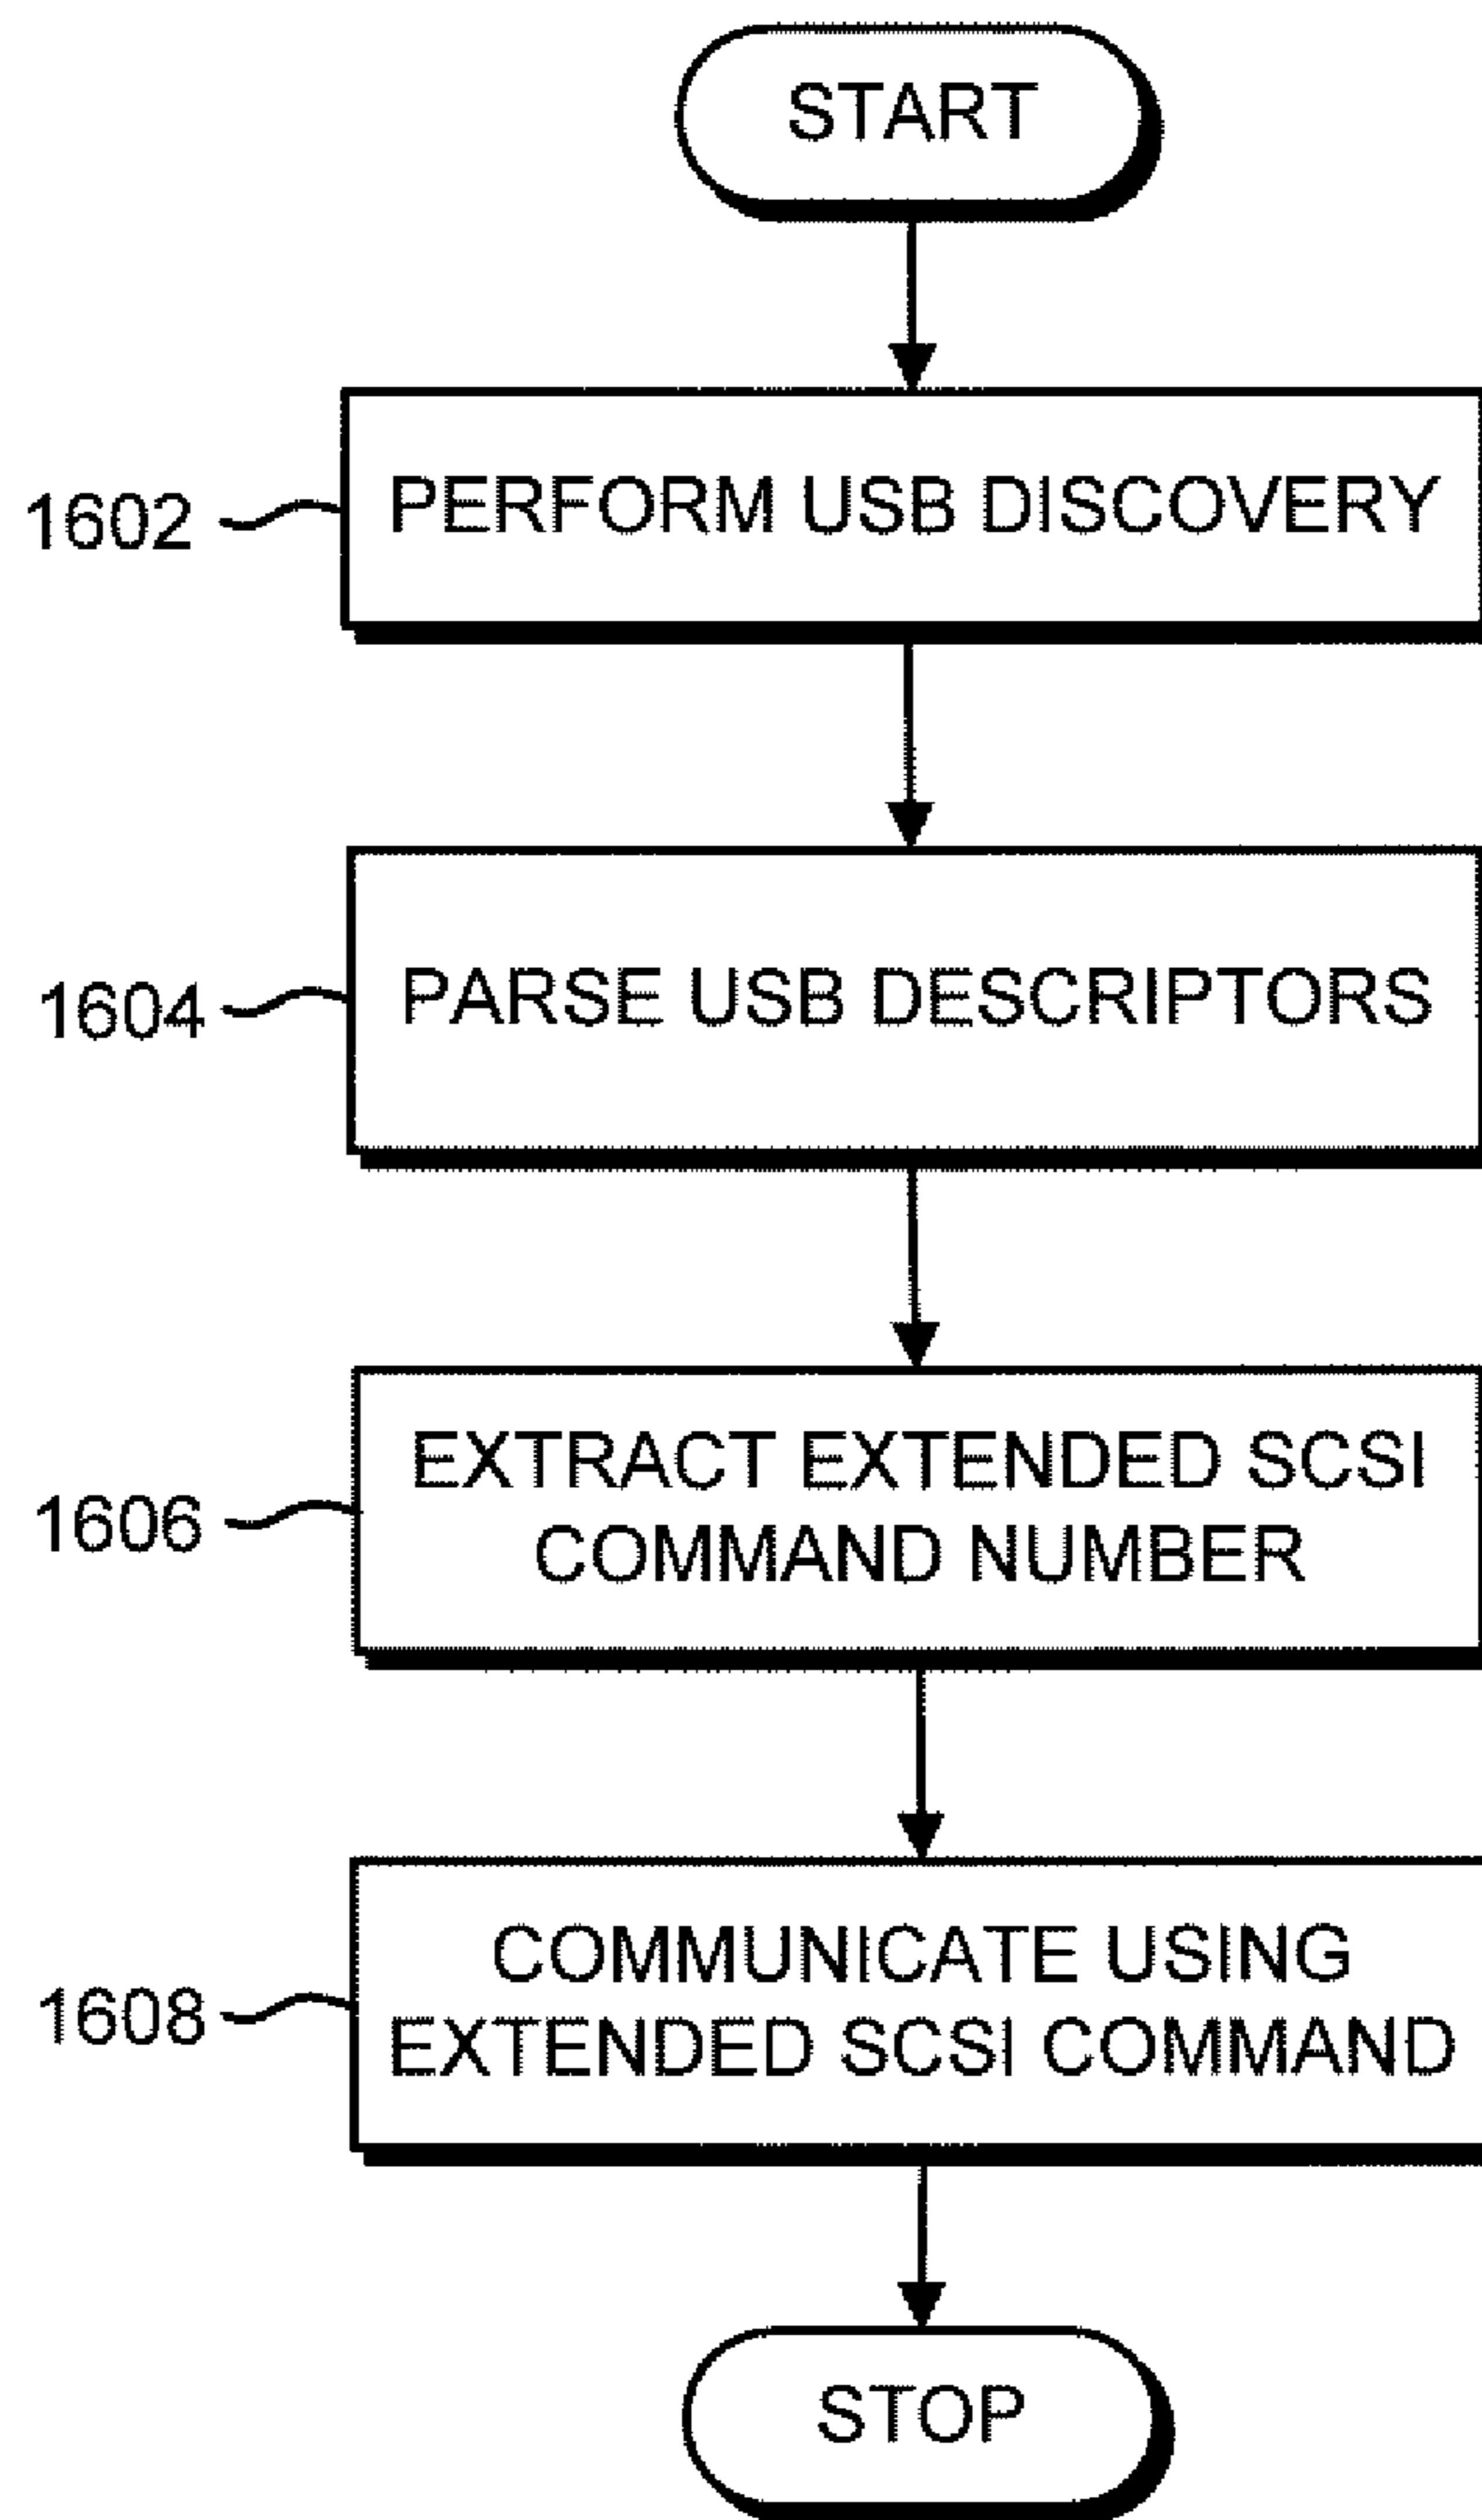 START
1602
PERFORM USB DISCOVERY
1604
PARSE USB DESCRIPTORS
1606
EXTRACT EXTENDED SCSI
COMMAND NUMBER
1608
COMMUNICATE USING
EXTENDED SCSI COMMAND
STOP